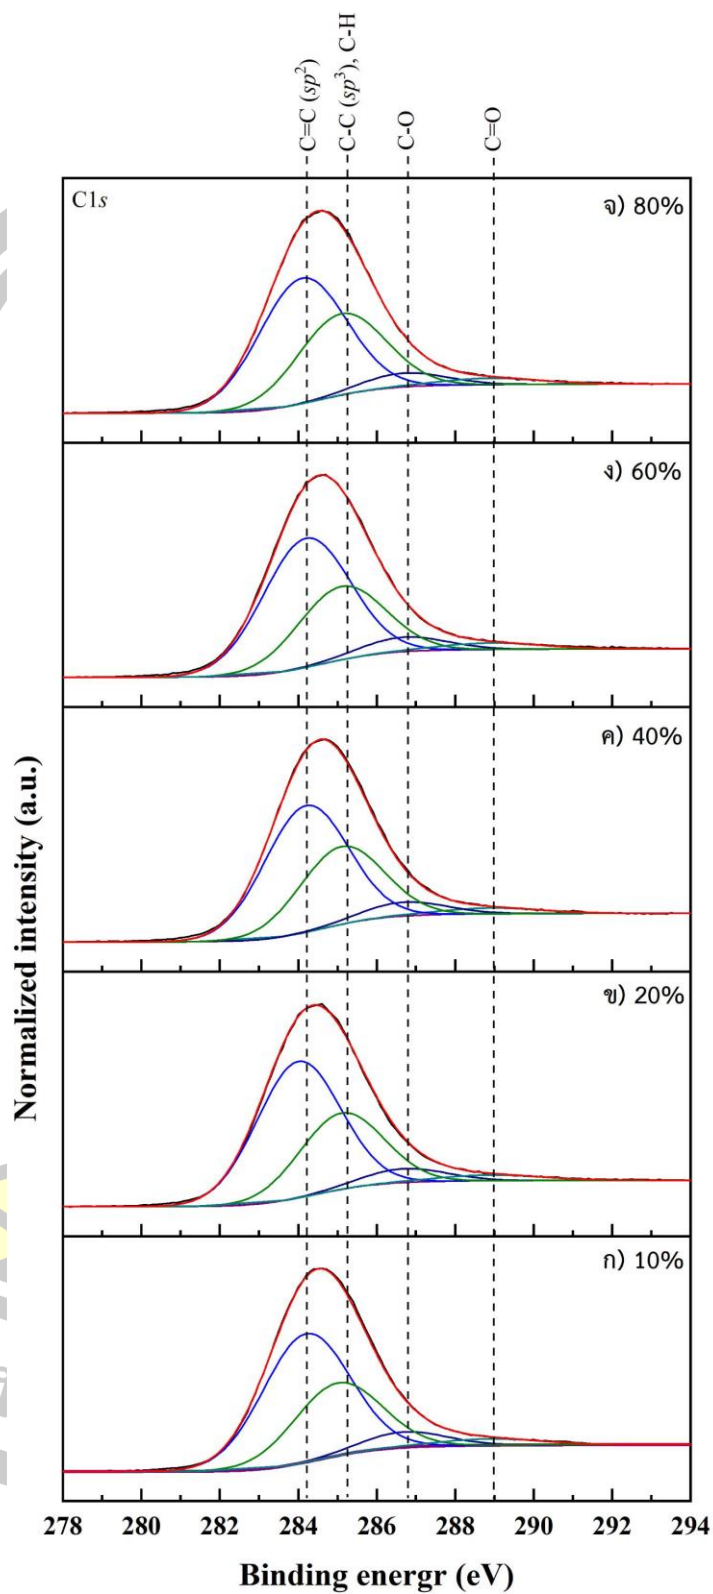 C=C (sp²)
C-C (sp³), C-H
C-O
C=O
C1s
จ) 80%
ง) 60%
ค) 40%
ข) 20%
ก) 10%
Normalized intensity (a.u.)
278 280 282 284 286 288 290 292 294
Binding energr (eV)